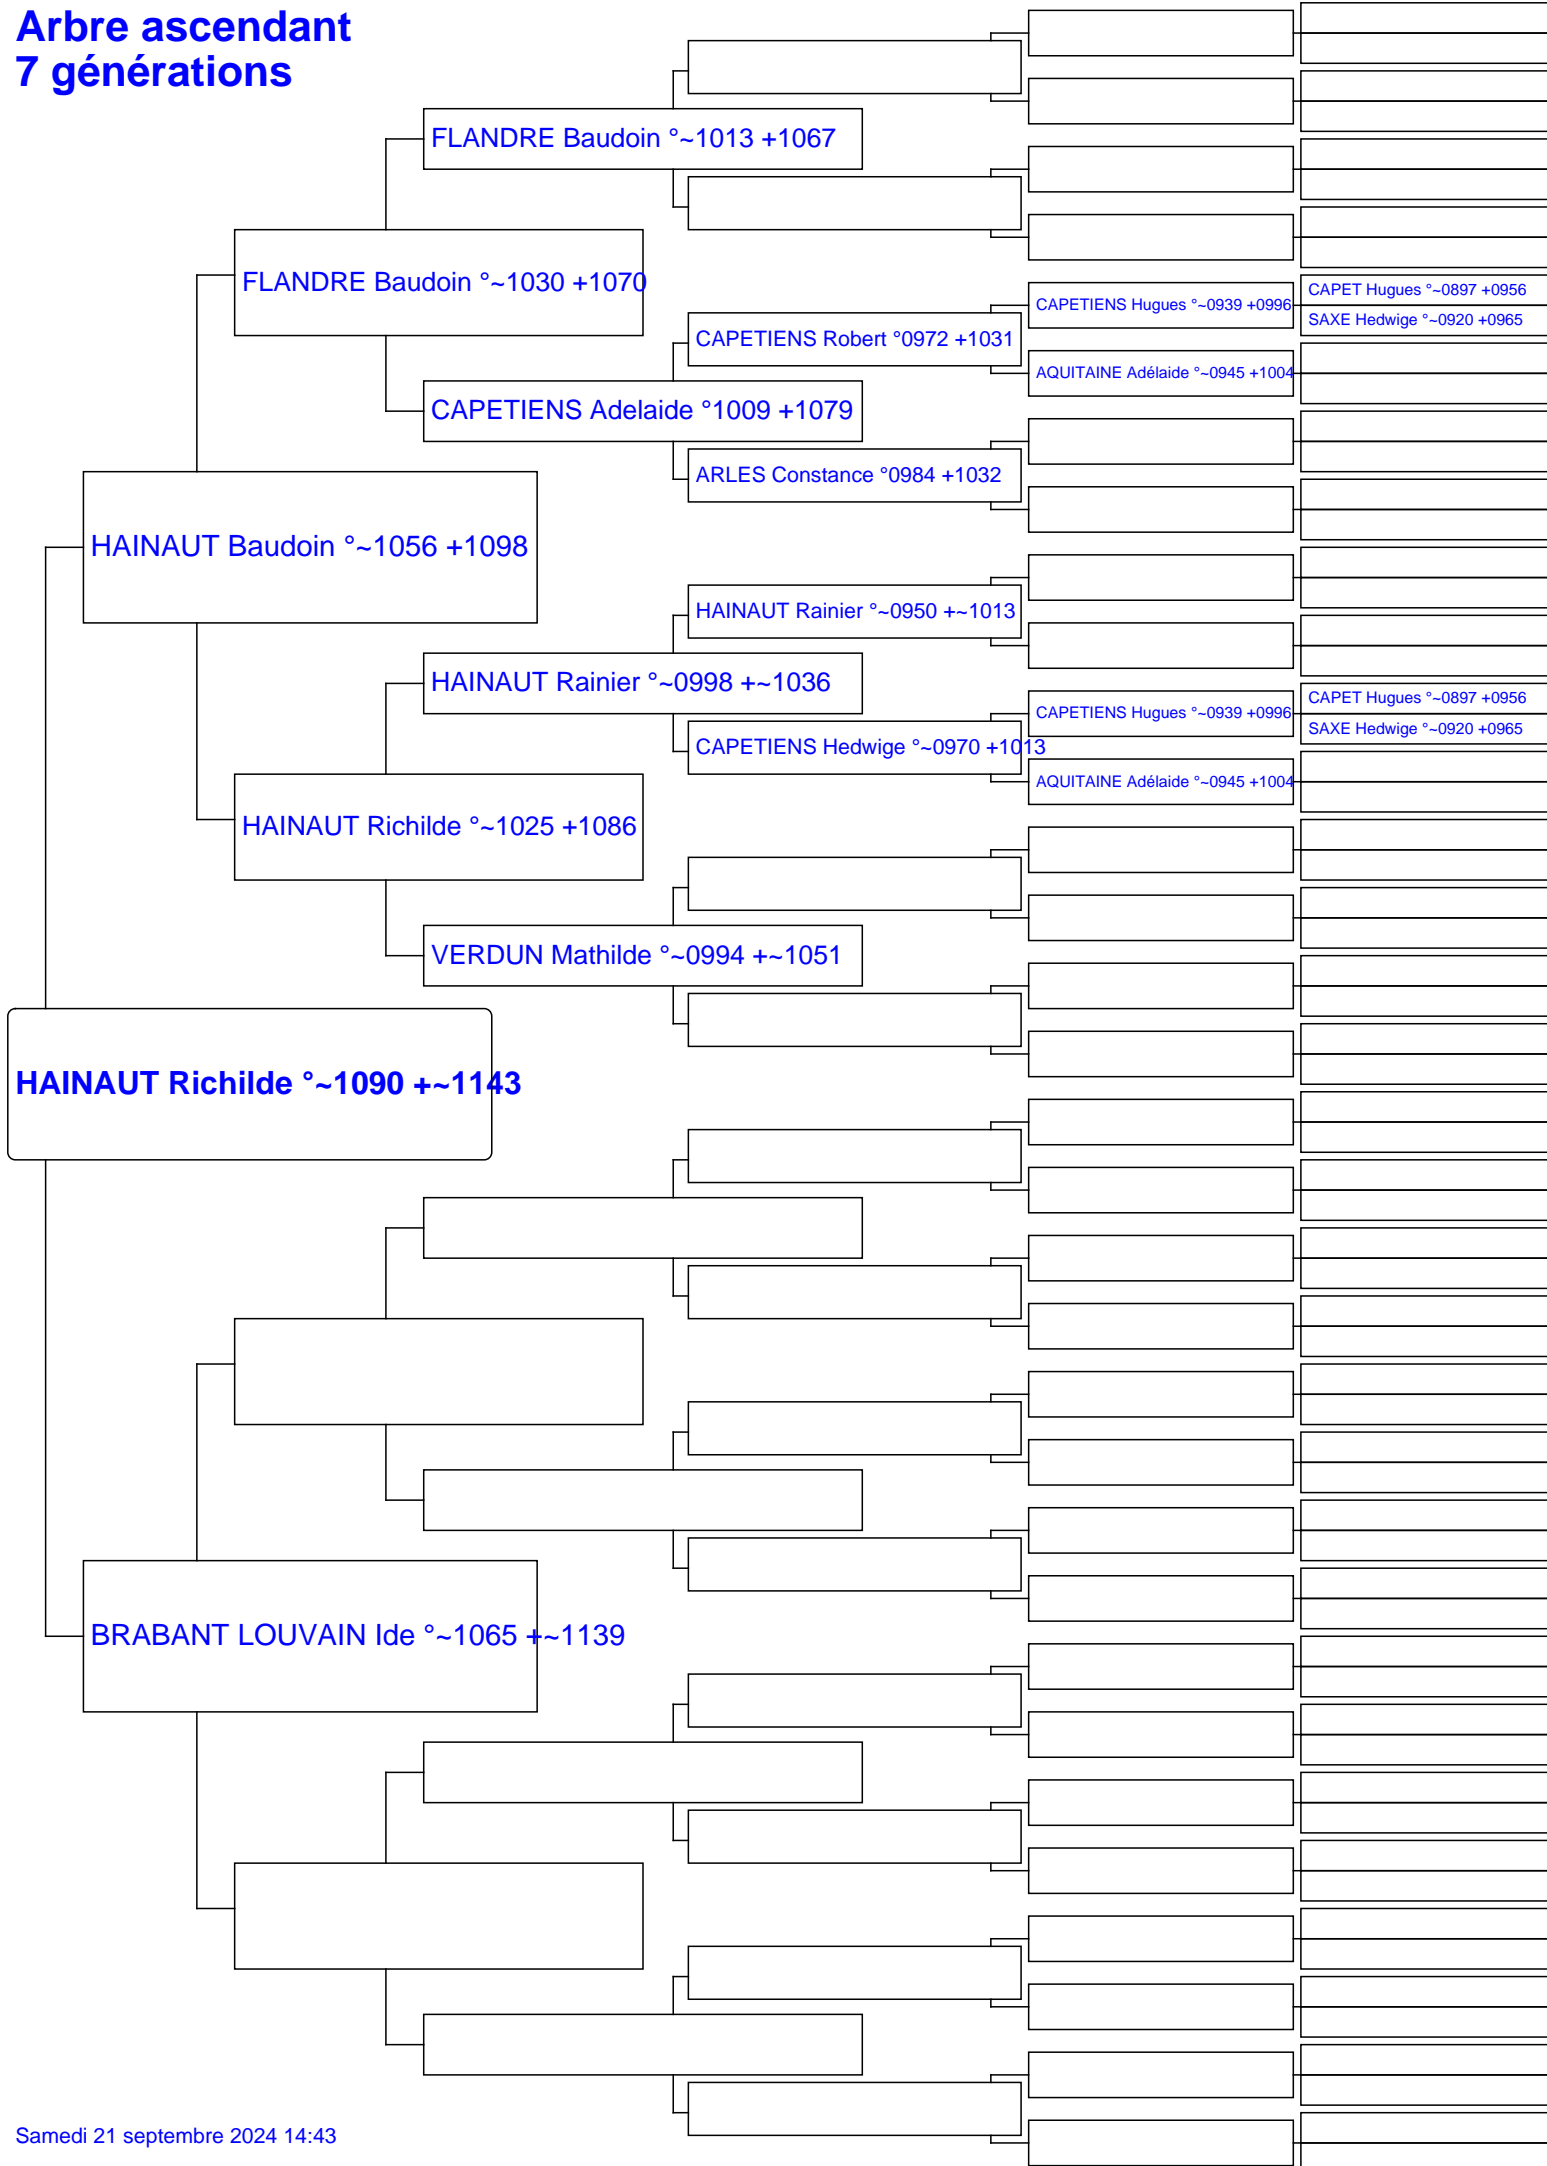 Arbre ascendant
7 générations
FLANDRE Baudoin °~1013 +1067
FLANDRE Baudoin °~1030 +1070
CAPETIENS Hugues °~0939 +0996
CAPET Hugues °~0897 +0956
SAXE Hedwige °~0920 +0965
CAPETIENS Robert °0972 +1031
AQUITAINE Adélaide °~0945 +1004
CAPETIENS Adelaide °1009 +1079
ARLES Constance °0984 +1032
HAINAUT Baudoin °~1056 +1098
HAINAUT Rainier °~0950 +~1013
HAINAUT Rainier °~0998 +~1036
CAPETIENS Hugues °~0939 +0996
CAPET Hugues °~0897 +0956
SAXE Hedwige °~0920 +0965
CAPETIENS Hedwige °~0970 +1013
AQUITAINE Adélaide °~0945 +1004
HAINAUT Richilde °~1025 +1086
VERDUN Mathilde °~0994 +~1051
HAINAUT Richilde °~1090 +~1143
BRABANT LOUVAIN Ide °~1065 +~1139
Samedi 21 septembre 2024 14:43